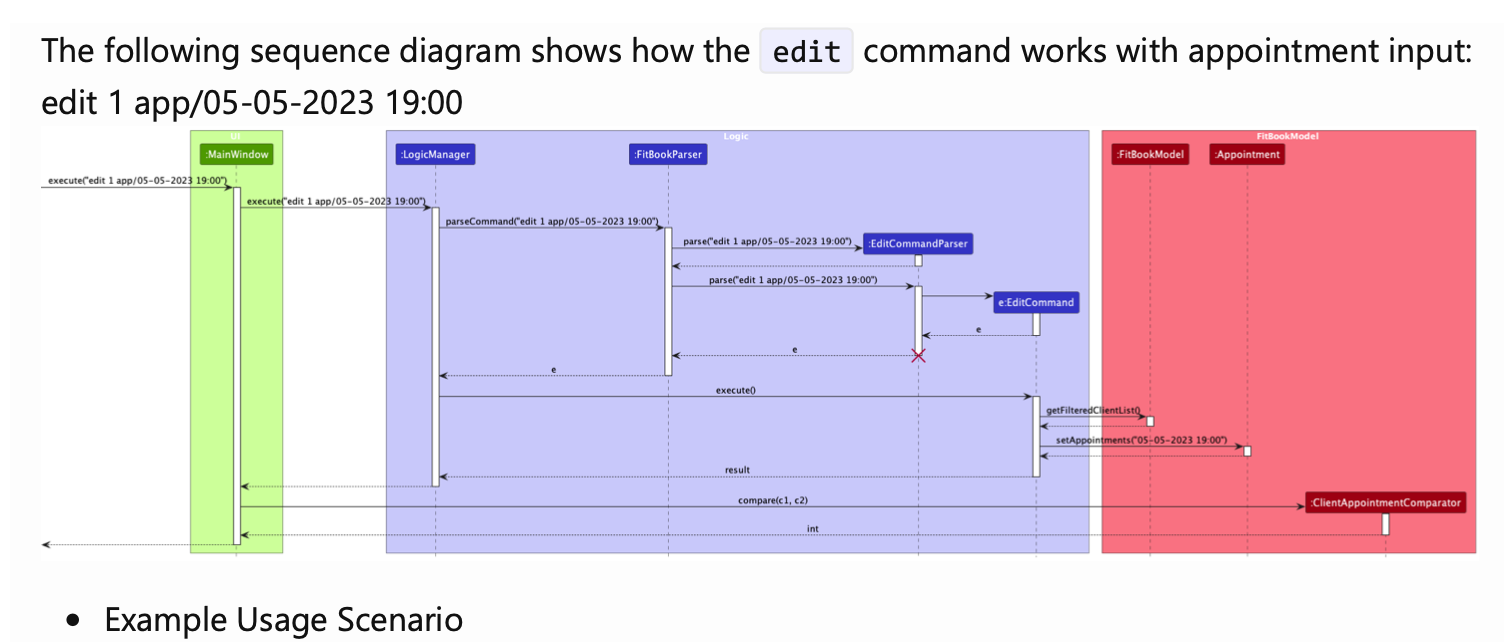 The following sequence diagram shows how the edit command works with appointment input:
edit 1 app/05-05-2023 19:00
UI
Logic
FitBookModel
:MainWindow
:LogicManager
:FitBookParser
:FitBookModel
:Appointment
execute("edit 1 app/05-05-2023 19:00")
execute("edit 1 app/05-05-2023 19:00")
parseCommand("edit 1 app/05-05-2023 19:00")
parse("edit 1 app/05-05-2023 19:00")
:EditCommandParser
parse("edit 1 app/05-05-2023 19:00")
e:EditCommand
e
e
e
execute()
getFilteredClientList()
setAppointments("05-05-2023 19:00")
result
compare(c1, c2)
:ClientAppointmentComparator
int
• Example Usage Scenario